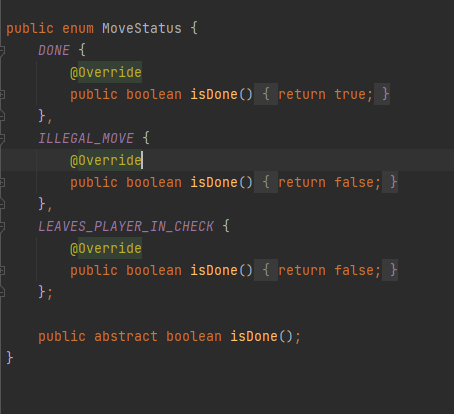 public enum MoveStatus {
    DONE {
        @Override
        public boolean isDone() { return true; }
    },
    ILLEGAL_MOVE {
        @Override
        public boolean isDone() { return false; }
    },
    LEAVES_PLAYER_IN_CHECK {
        @Override
        public boolean isDone() { return false; }
    };

    public abstract boolean isDone();
}